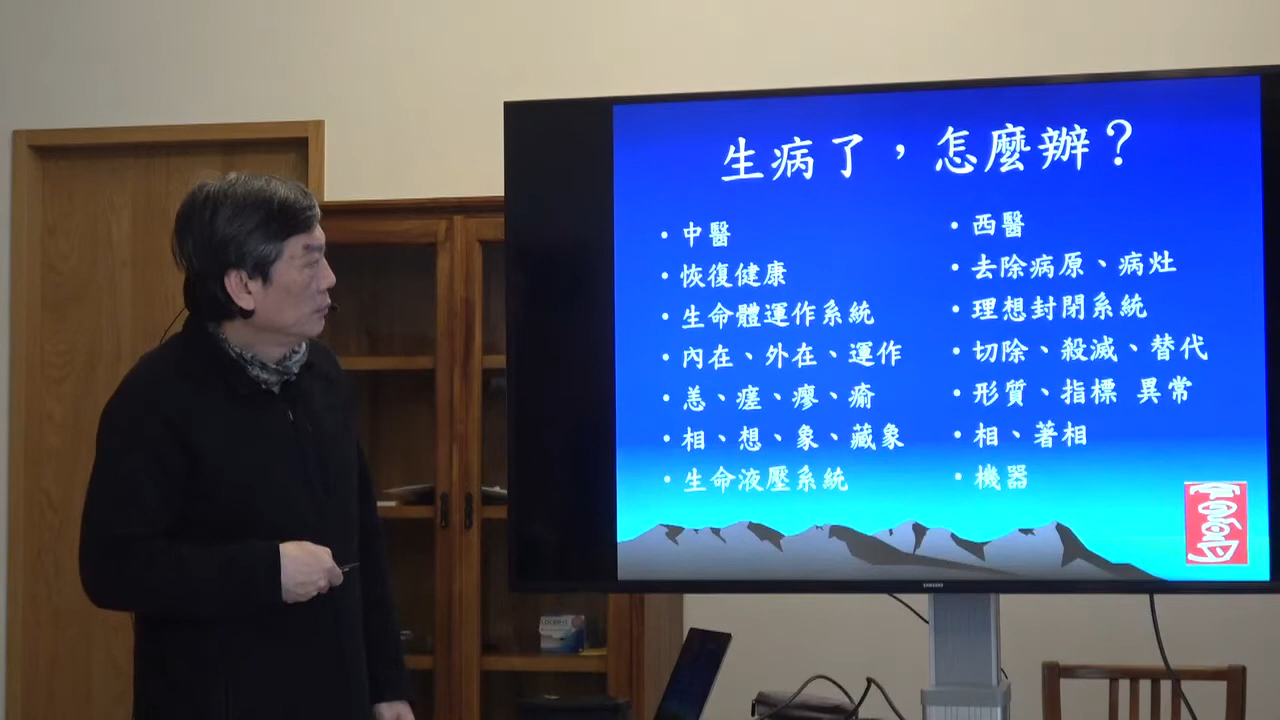 生病了，怎麼辦？
• 中醫
• 恢復健康
• 生命體運作系統
• 內在、外在、運作
• 恙、瘥、瘳、瘉
• 相、想、象、藏象
• 生命液壓系統
• 西醫
• 去除病原、病灶
• 理想封閉系統
• 切除、殺滅、替代
• 形質、指標 異常
• 相、著相
• 機器
SAMSUNG